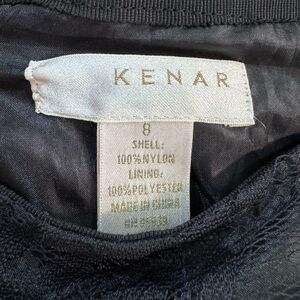 KENAR
8
SHELL:
100%NYLON
LINING:
100%POLYESTER
MADE IN CHINA